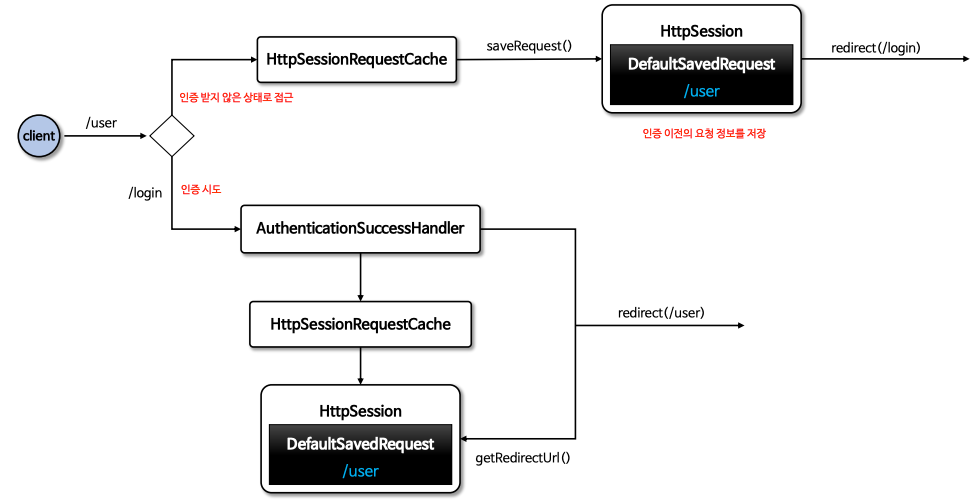 client
/user
인증 받지 않은 상태로 접근
HttpSessionRequestCache
saveRequest()
HttpSession
DefaultSavedRequest
/user
인증 이전의 요청 정보를 저장
redirect(/login)
/login
인증 시도
AuthenticationSuccessHandler
HttpSessionRequestCache
HttpSession
DefaultSavedRequest
/user
getRedirectUrl()
redirect(/user)